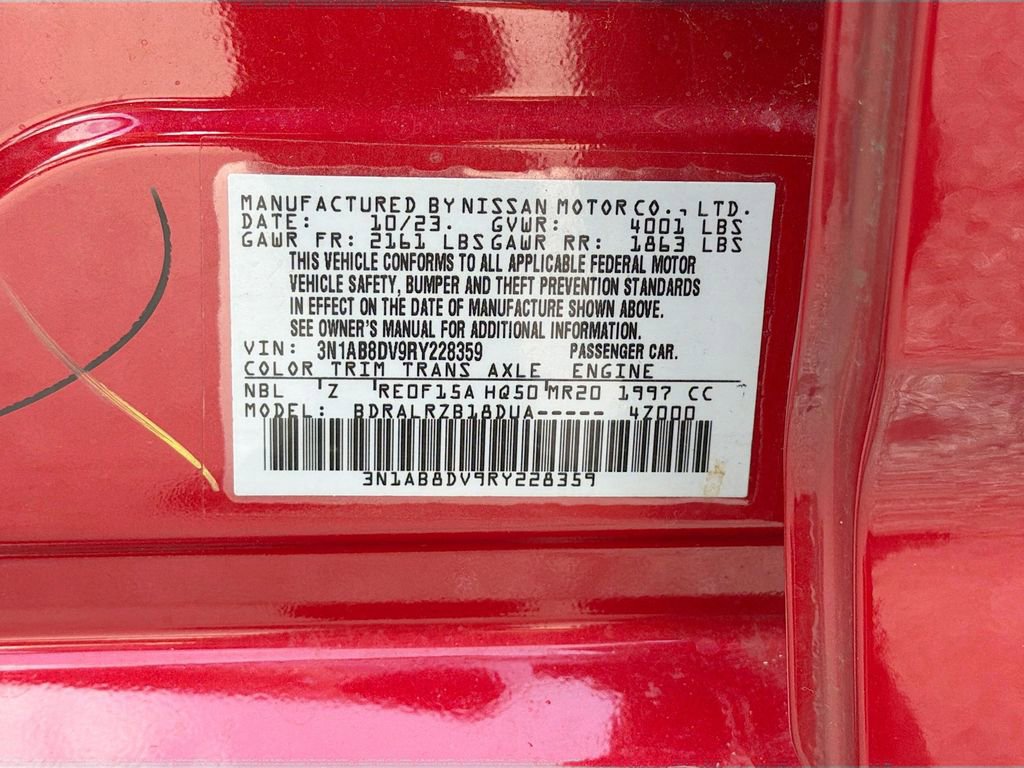 MANUFACTURED BY NISSAN MOTOR CO., LTD.
DATE: 10/23. GVWR: 4001 LBS
GAWR FR: 2161 LBS GAWR RR: 1863 LBS
THIS VEHICLE CONFORMS TO ALL APPLICABLE FEDERAL MOTOR
VEHICLE SAFETY, BUMPER AND THEFT PREVENTION STANDARDS
IN EFFECT ON THE DATE OF MANUFACTURE SHOWN ABOVE.
SEE OWNER'S MANUAL FOR ADDITIONAL INFORMATION.
VIN: 3N1AB8DV9RY228359 PASSENGER CAR.
COLOR TRIM TRANS AXLE ENGINE
NBL Z RE0F15A HQ50 MR20 1997 CC
MODEL: BDRALRZB18DUA----- 4Z000
3N1AB8DV9RY228359